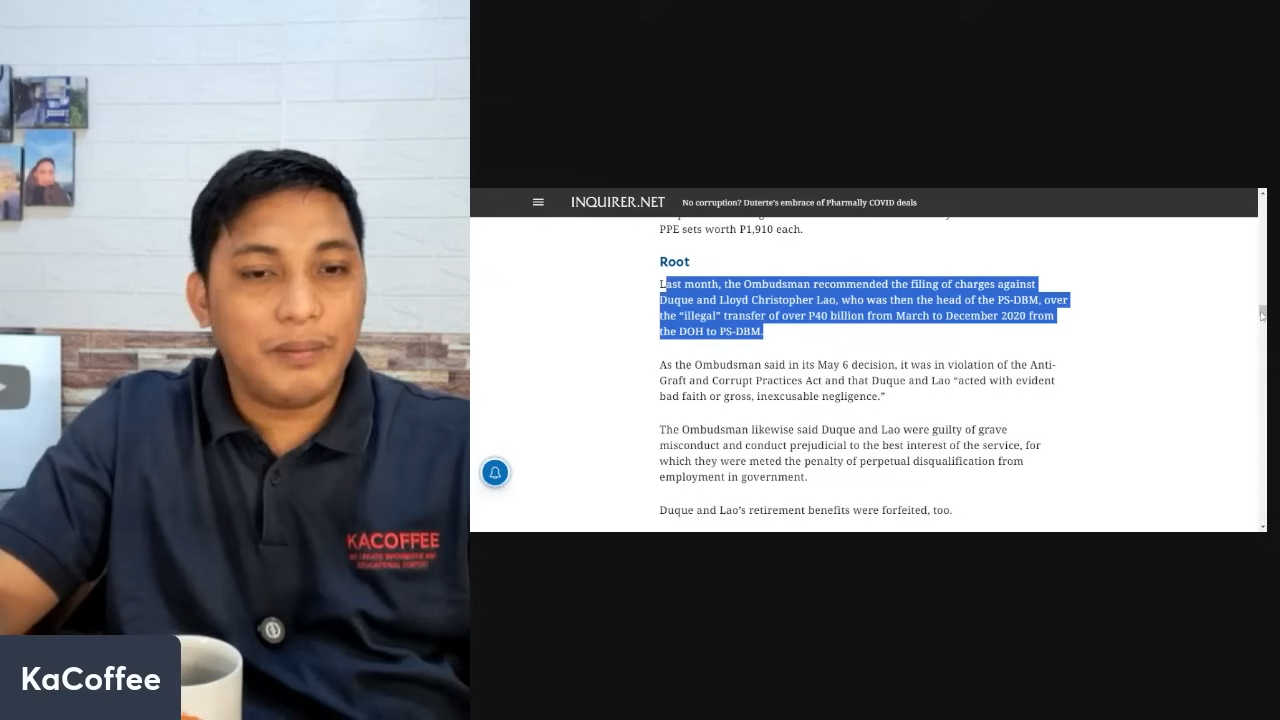 KACOFFEE
KaCoffee
INQUIRER.NET
No corruption? Duterte's embrace of Pharmally COVID deals
PPE sets worth P1,910 each.
Root
Last month, the Ombudsman recommended the filing of charges against
Duque and Lloyd Christopher Lao, who was then the head of the PS-DBM, over
the “illegal” transfer of over P40 billion from March to December 2020 from
the DOH to PS-DBM.
As the Ombudsman said in its May 6 decision, it was in violation of the Anti-
Graft and Corrupt Practices Act and that Duque and Lao “acted with evident
bad faith or gross, inexcusable negligence.”
The Ombudsman likewise said Duque and Lao were guilty of grave
misconduct and conduct prejudicial to the best interest of the service, for
which they were meted the penalty of perpetual disqualification from
employment in government.
Duque and Lao’s retirement benefits were forfeited, too.